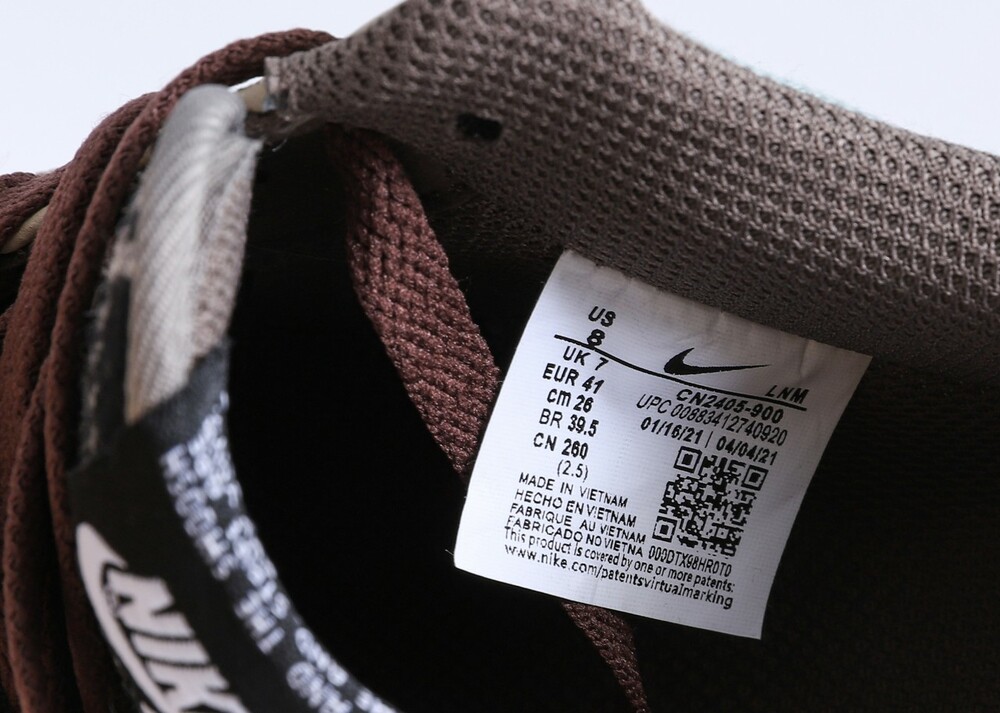 US
8
UK 7
EUR 41
cm 26
BR 39.5
CN 260
(2.5)
LNM
CN2405-900
UPC 00883412740920
01/16/21 | 04/04/21
MADE IN VIETNAM
HECHO EN VIETNAM
FABRIQUE AU VIETNAM
FABRICADO NO VIETNA
000DTX98HR0T0
This product is covered by one or more patents:
www.nike.com/patentsvirtualmarking
NIKE